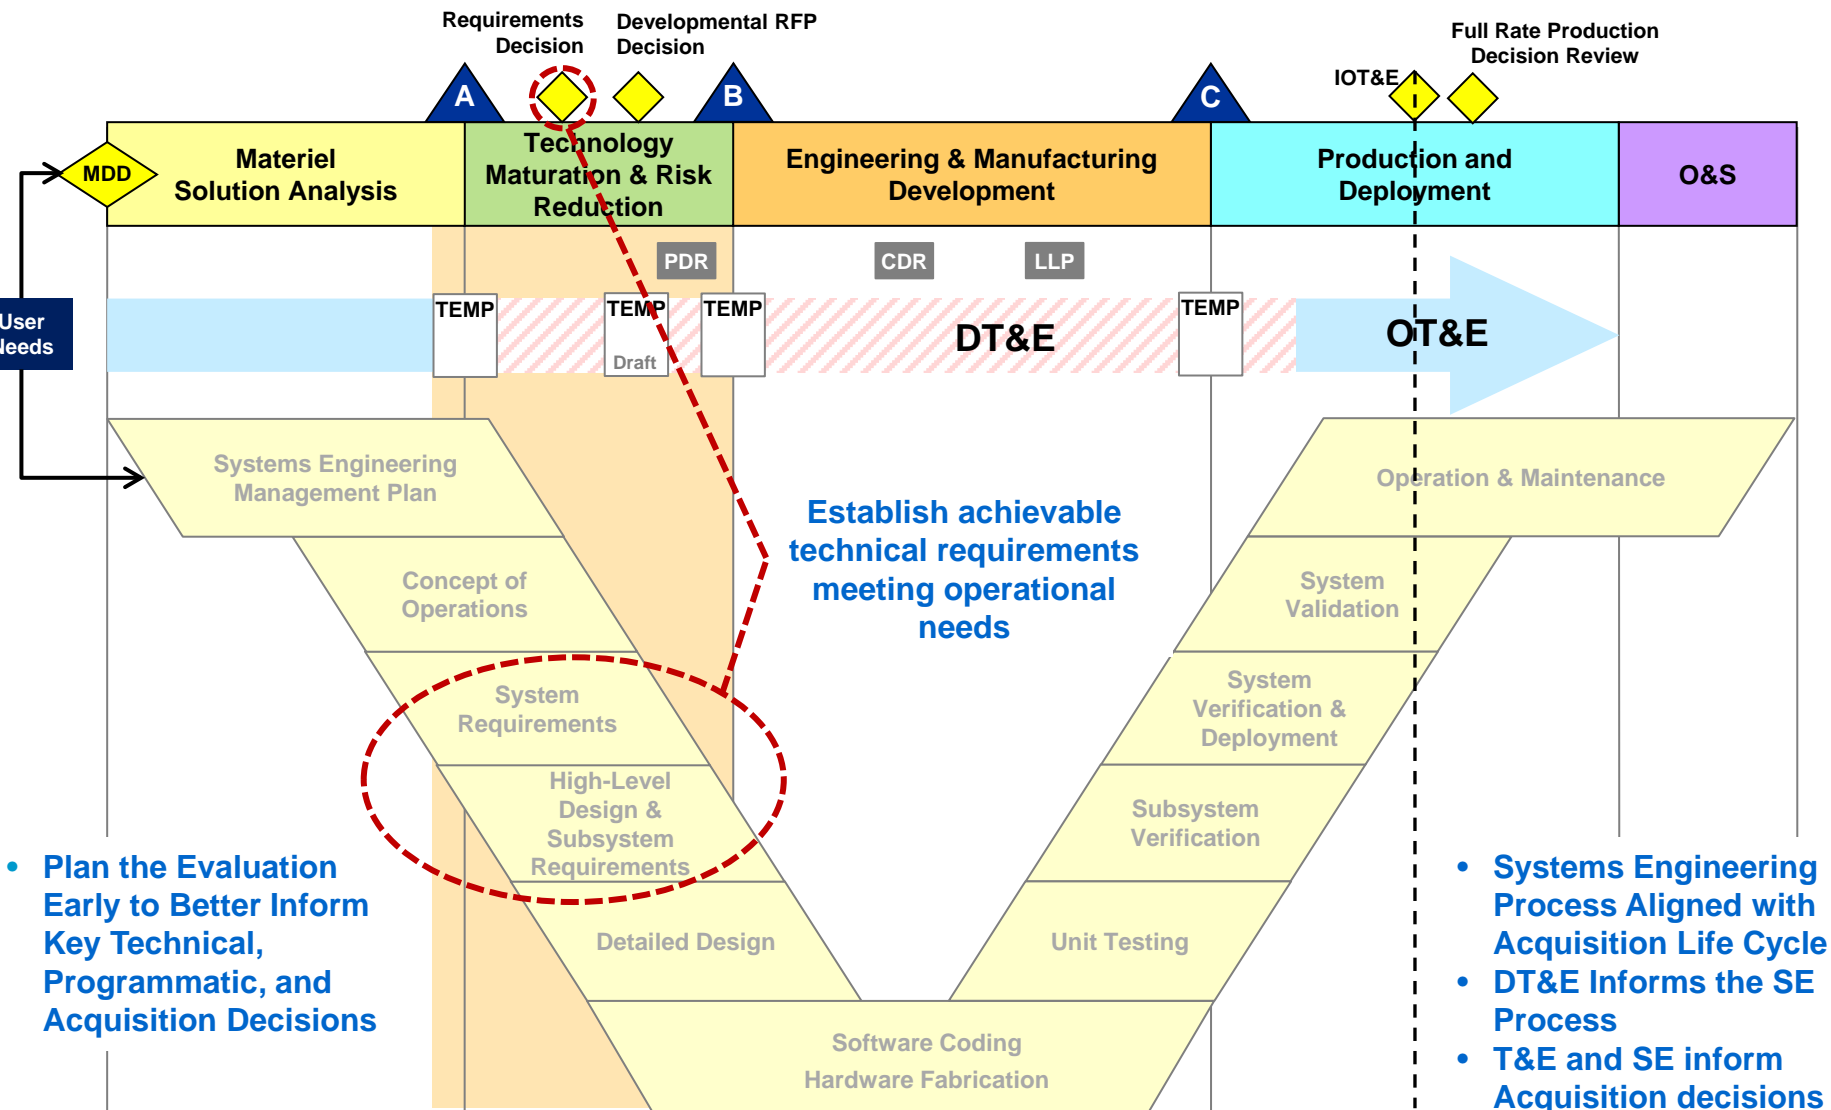 Requirements
Decision
Developmental RFP
Decision
Full Rate Production
Decision Review
IOT&E
A
B
C
MDD
Materiel
Solution Analysis
Technology
Maturation & Risk
Reduction
Engineering & Manufacturing
Development
Production and
Deployment
O&S
PDR
CDR
LLP
User
Needs
TEMP
TEMP
Draft
TEMP
DT&E
TEMP
OT&E
Systems Engineering
Management Plan
Operation & Maintenance
Establish achievable
technical requirements
meeting operational
needs
Concept of
Operations
System
Validation
System
Requirements
System
Verification &
Deployment
High-Level
Design &
Subsystem
Requirements
Subsystem
Verification
• Plan the Evaluation
Early to Better Inform
Key Technical,
Programmatic, and
Acquisition Decisions
Detailed Design
Unit Testing
Software Coding
Hardware Fabrication
• Systems Engineering
Process Aligned with
Acquisition Life Cycle
• DT&E Informs the SE
Process
• T&E and SE inform
Acquisition decisions